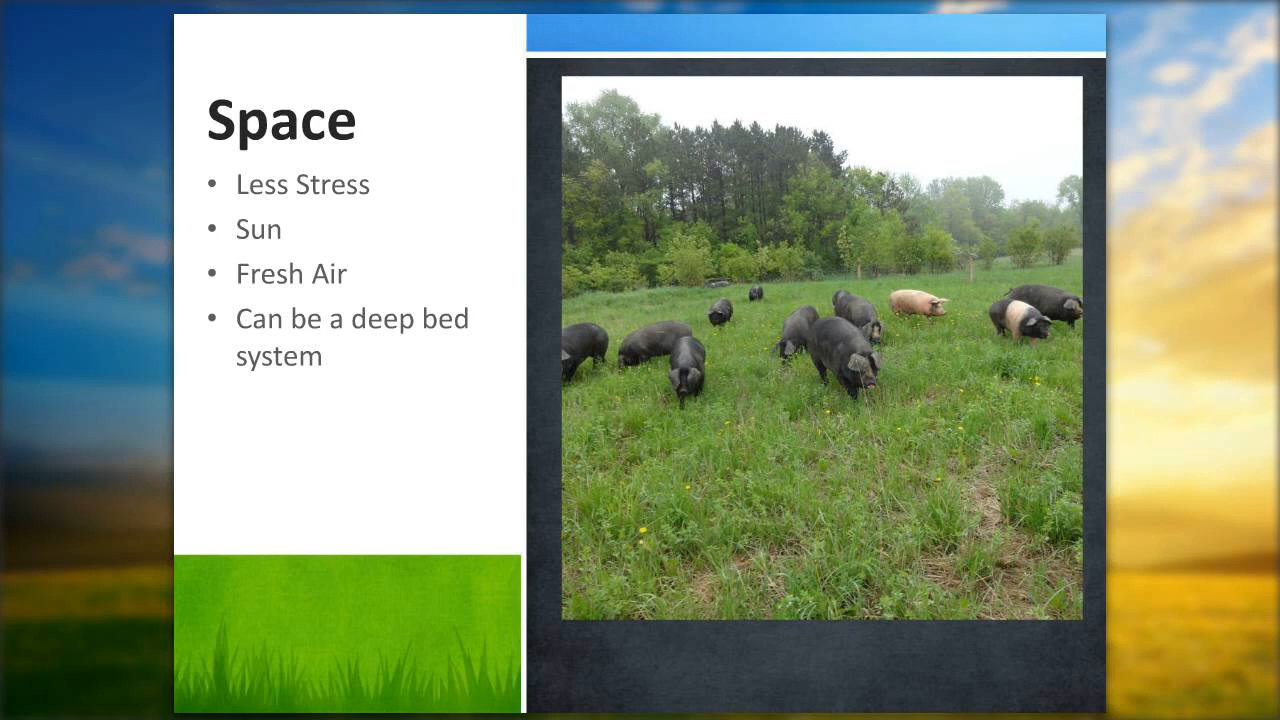 Space
• Less Stress
• Sun
• Fresh Air
• Can be a deep bed
system